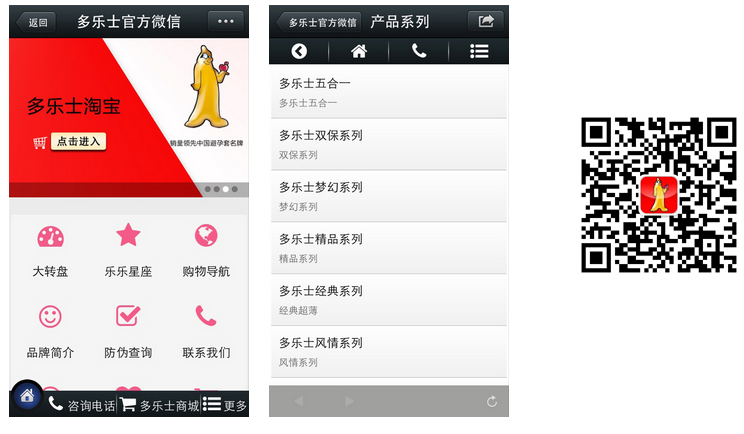 返回
多乐士官方微信
多乐士淘宝
点击进入
销量领先中国避孕套名牌
大转盘
乐乐星座
购物导航
品牌简介
防伪查询
联系我们
咨询电话
多乐士商城
更多
多乐士官方微信
产品系列
多乐士五合一
多乐士五合一
多乐士双保系列
双保系列
多乐士梦幻系列
梦幻系列
多乐士精品系列
精品系列
多乐士经典系列
经典超薄
多乐士风情系列
风情系列